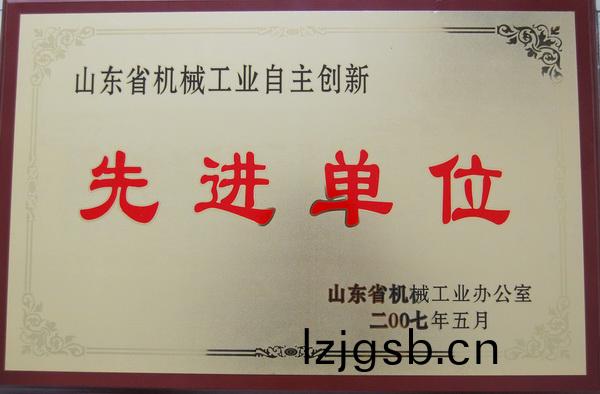 山东省机械工业自主创新
先进单位
山东省机械工业办公室
二00七年五月
lzjgsb.cn